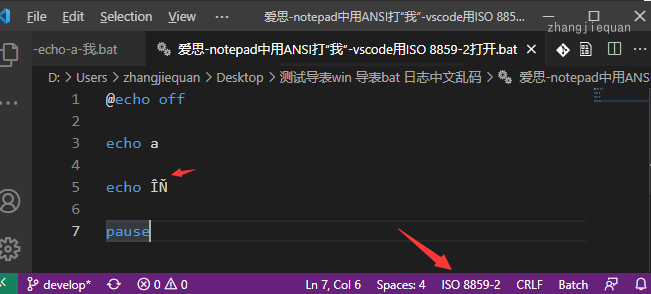 File
Edit
Selection
···
爱思-notepad中用ANSI打“我”-vscode用ISO 885...
zhangjiequan
-echo-a-我.bat
爱思-notepad中用ANSI打“我”-vscode用ISO 8859-2打开.bat
D: > Users > zhangjiequan > Desktop > 测试导表win 导表bat 日志中文乱码 > 爱思-notepad中用ANS
1 @echo off
2
3 echo a
4
5 echo ÎŇ
6
7 pause
develop* 0 0 Ln 7, Col 6 Spaces: 4 ISO 8859-2 CRLF Batch